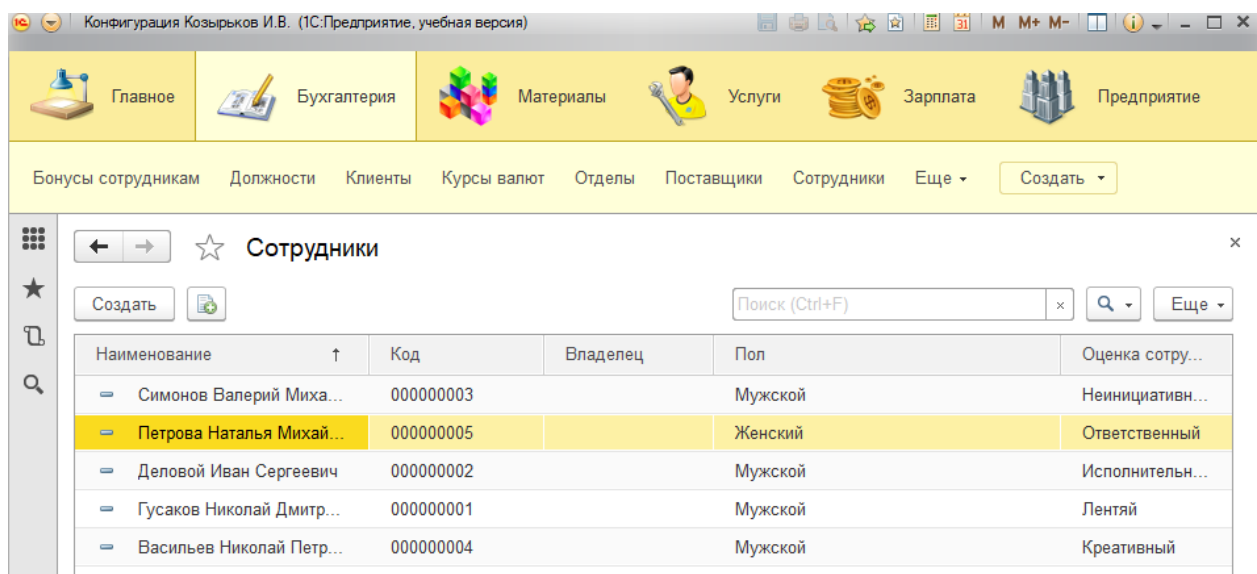 1С Конфигурация Козырьков И.В. (1С:Предприятие, учебная версия) 31 M M+ M-
Главное Бухгалтерия Материалы Услуги Зарплата Предприятие
Бонусы сотрудникам Должности Клиенты Курсы валют Отделы Поставщики Сотрудники Еще Создать
Сотрудники
Создать Поиск (Ctrl+F) Еще
Наименование Код Владелец Пол Оценка сотру...
Симонов Валерий Миха... 000000003 Мужской Неинициативн...
Петрова Наталья Михай... 000000005 Женский Ответственный
Деловой Иван Сергеевич 000000002 Мужской Исполнительн...
Гусаков Николай Дмитр... 000000001 Мужской Лентяй
Васильев Николай Петр... 000000004 Мужской Креативный